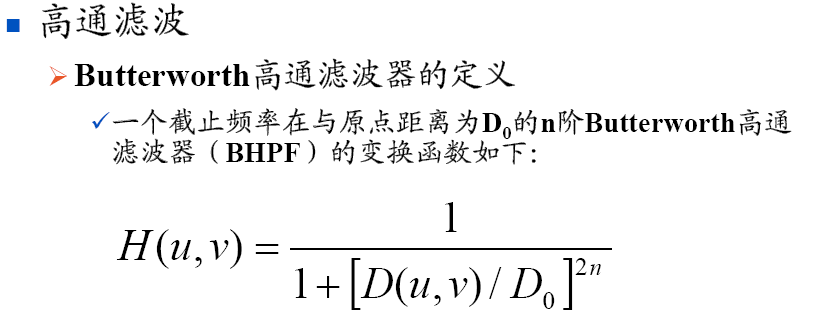 高通滤波
Butterworth高通滤波器的定义
一个截止频率在与原点距离为D₀的n阶Butterworth高通
滤波器（BHPF）的变换函数如下：
H(u,v) = 1 / (1 + [D(u,v) / D₀]²ⁿ)